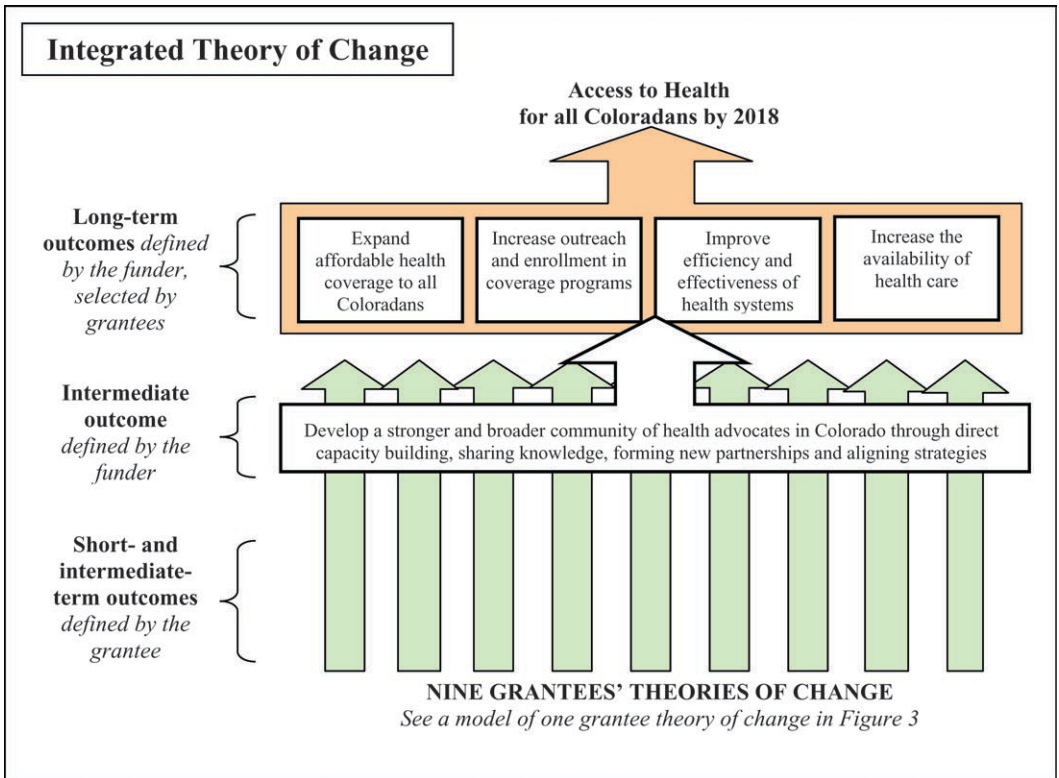 Integrated Theory of Change
Access to Health
for all Coloradans by 2018
Long-term
outcomes defined
by the funder,
selected by
grantees
Expand
affordable health
coverage to all
Coloradans
Increase outreach
and enrollment in
coverage programs
Improve
efficiency and
effectiveness of
health systems
Increase the
availability of
health care
Intermediate
outcome
defined by the
funder
Develop a stronger and broader community of health advocates in Colorado through direct
capacity building, sharing knowledge, forming new partnerships and aligning strategies
Short- and
intermediate-
term outcomes
defined by the
grantee
NINE GRANTEES’ THEORIES OF CHANGE
See a model of one grantee theory of change in Figure 3